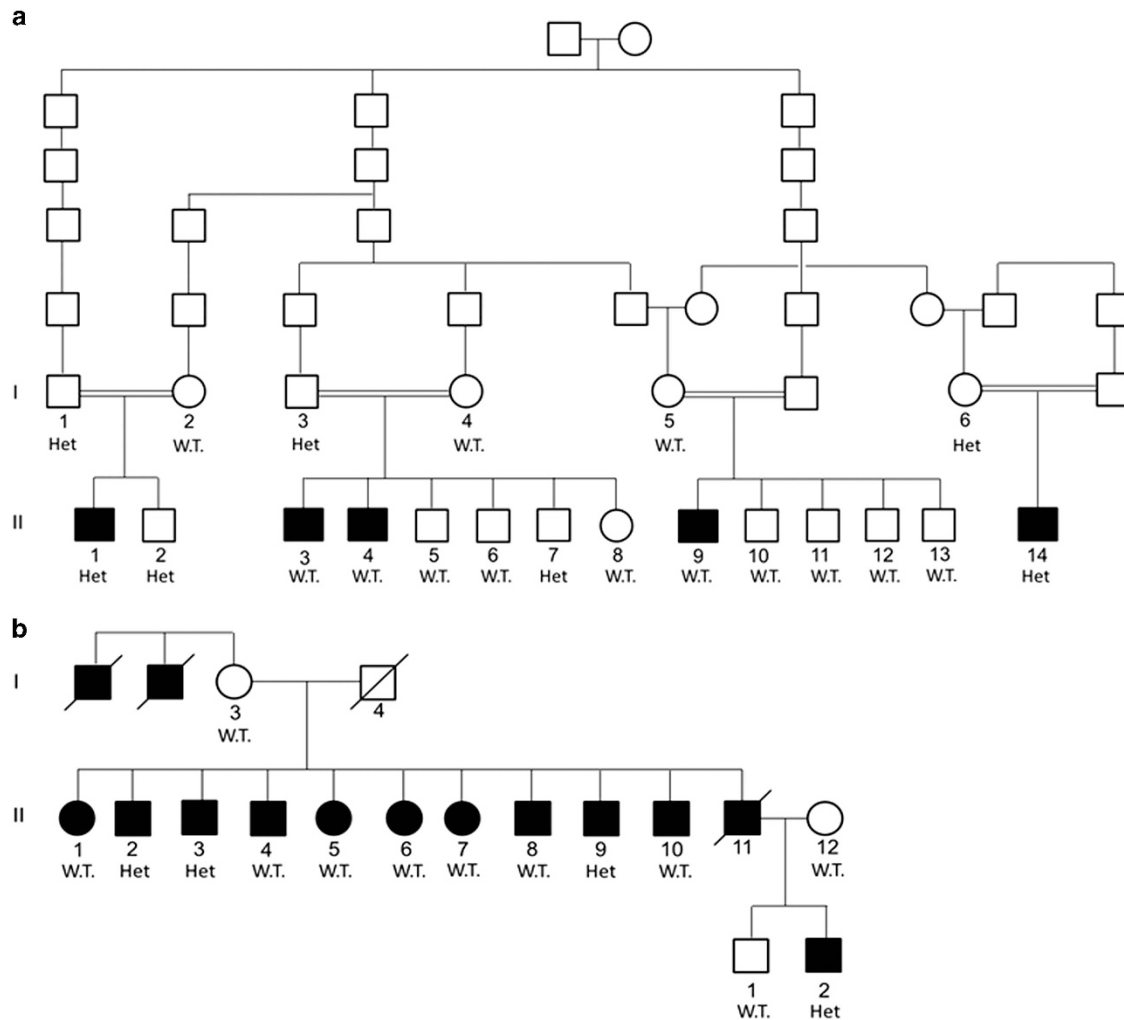 a
I
1 2 3 4 5 6
Het W.T. Het W.T. W.T. Het
II
1 2 3 4 5 6 7 8 9 10 11 12 13 14
Het Het W.T. W.T. W.T. W.T. Het W.T. W.T. W.T. W.T. W.T. W.T. Het
b
I
3 4
W.T.
II
1 2 3 4 5 6 7 8 9 10 11 12
W.T. Het Het W.T. W.T. W.T. W.T. W.T. Het W.T. W.T.
1 2
W.T. Het